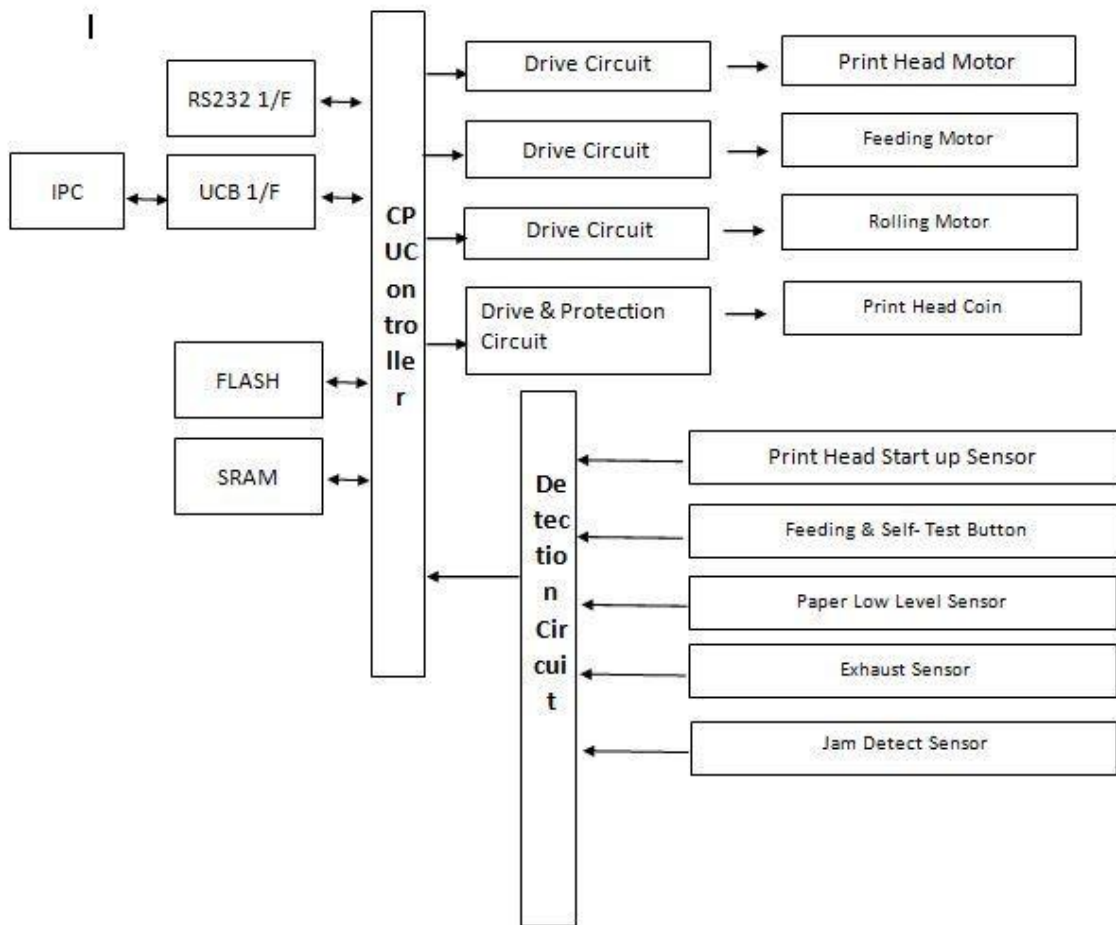 I
RS232 1/F
IPC
UCB 1/F
FLASH
SRAM
CP
UC
on
tro
lle
r
Drive Circuit
Print Head Motor
Drive Circuit
Feeding Motor
Drive Circuit
Rolling Motor
Drive & Protection
Circuit
Print Head Coin
De
tec
tio
n
Cir
cui
t
Print Head Start up Sensor
Feeding & Self- Test Button
Paper Low Level Sensor
Exhaust Sensor
Jam Detect Sensor